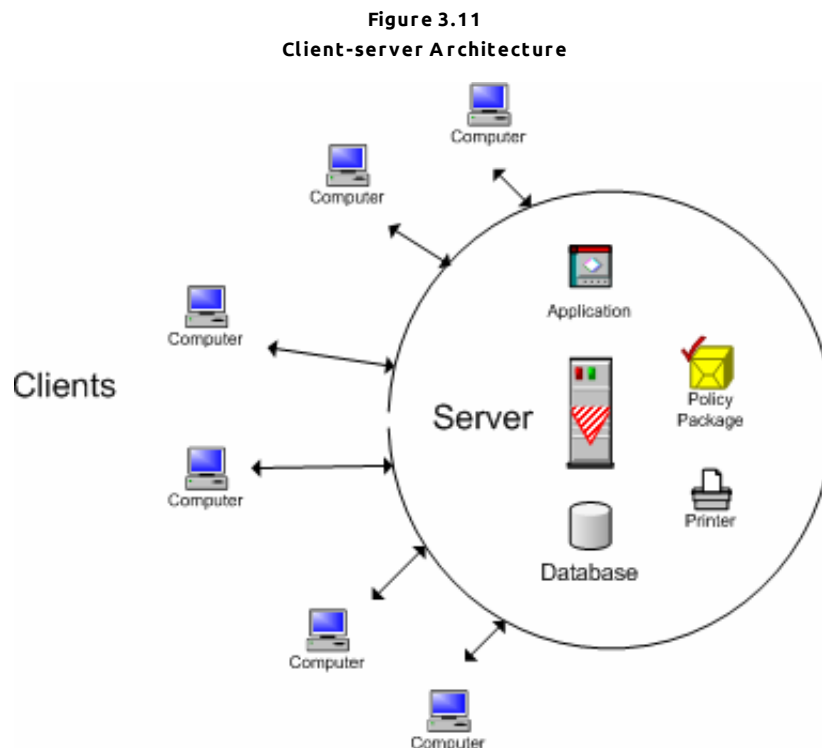 Figure 3.11
Client-server Architecture
Computer
Computer
Application
Computer
Clients
Server
Policy
Package
Computer
Printer
Database
Computer
Computer